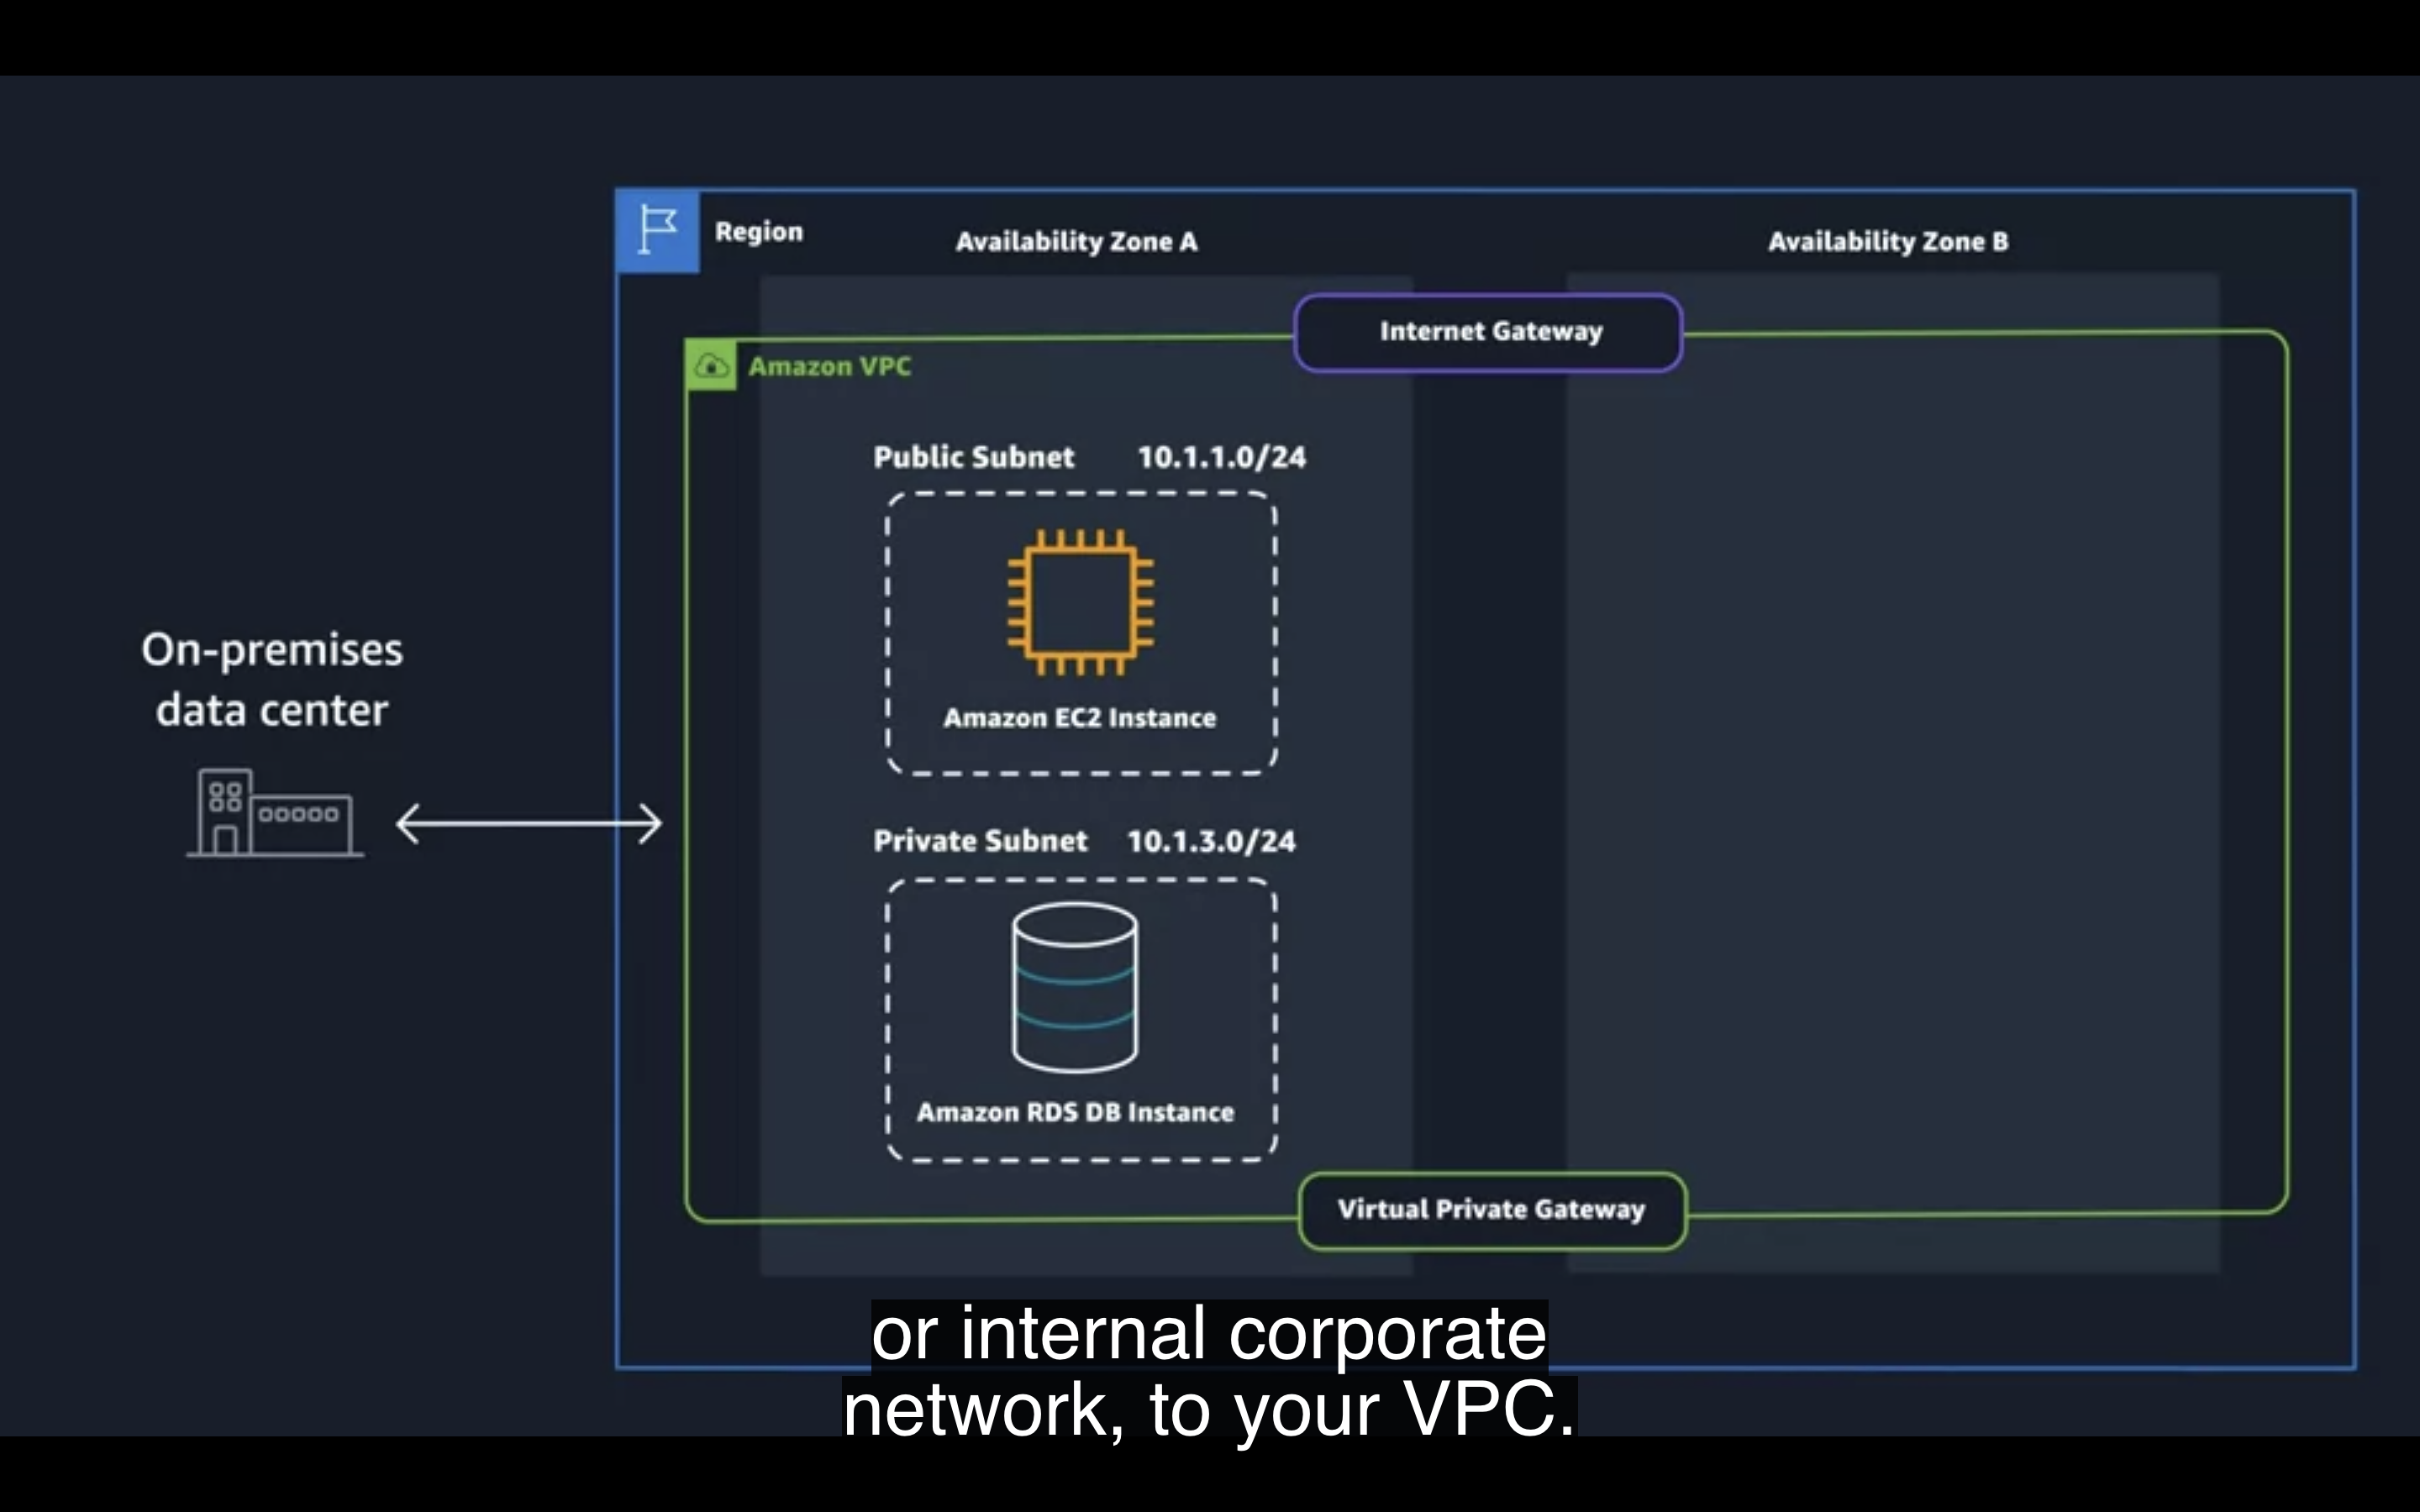 Region
Availability Zone A
Availability Zone B
Internet Gateway
Amazon VPC
Public Subnet 10.1.1.0/24
Amazon EC2 Instance
On-premises
data center
Private Subnet 10.1.3.0/24
Amazon RDS DB Instance
Virtual Private Gateway
or internal corporate
network, to your VPC.